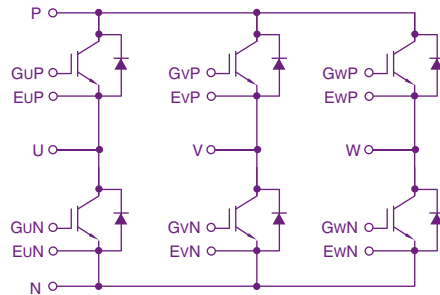 P
GUP GVP GWP
EUP EVP EWP
U V W
GUN GVN GWN
EUN EVN EWN
N